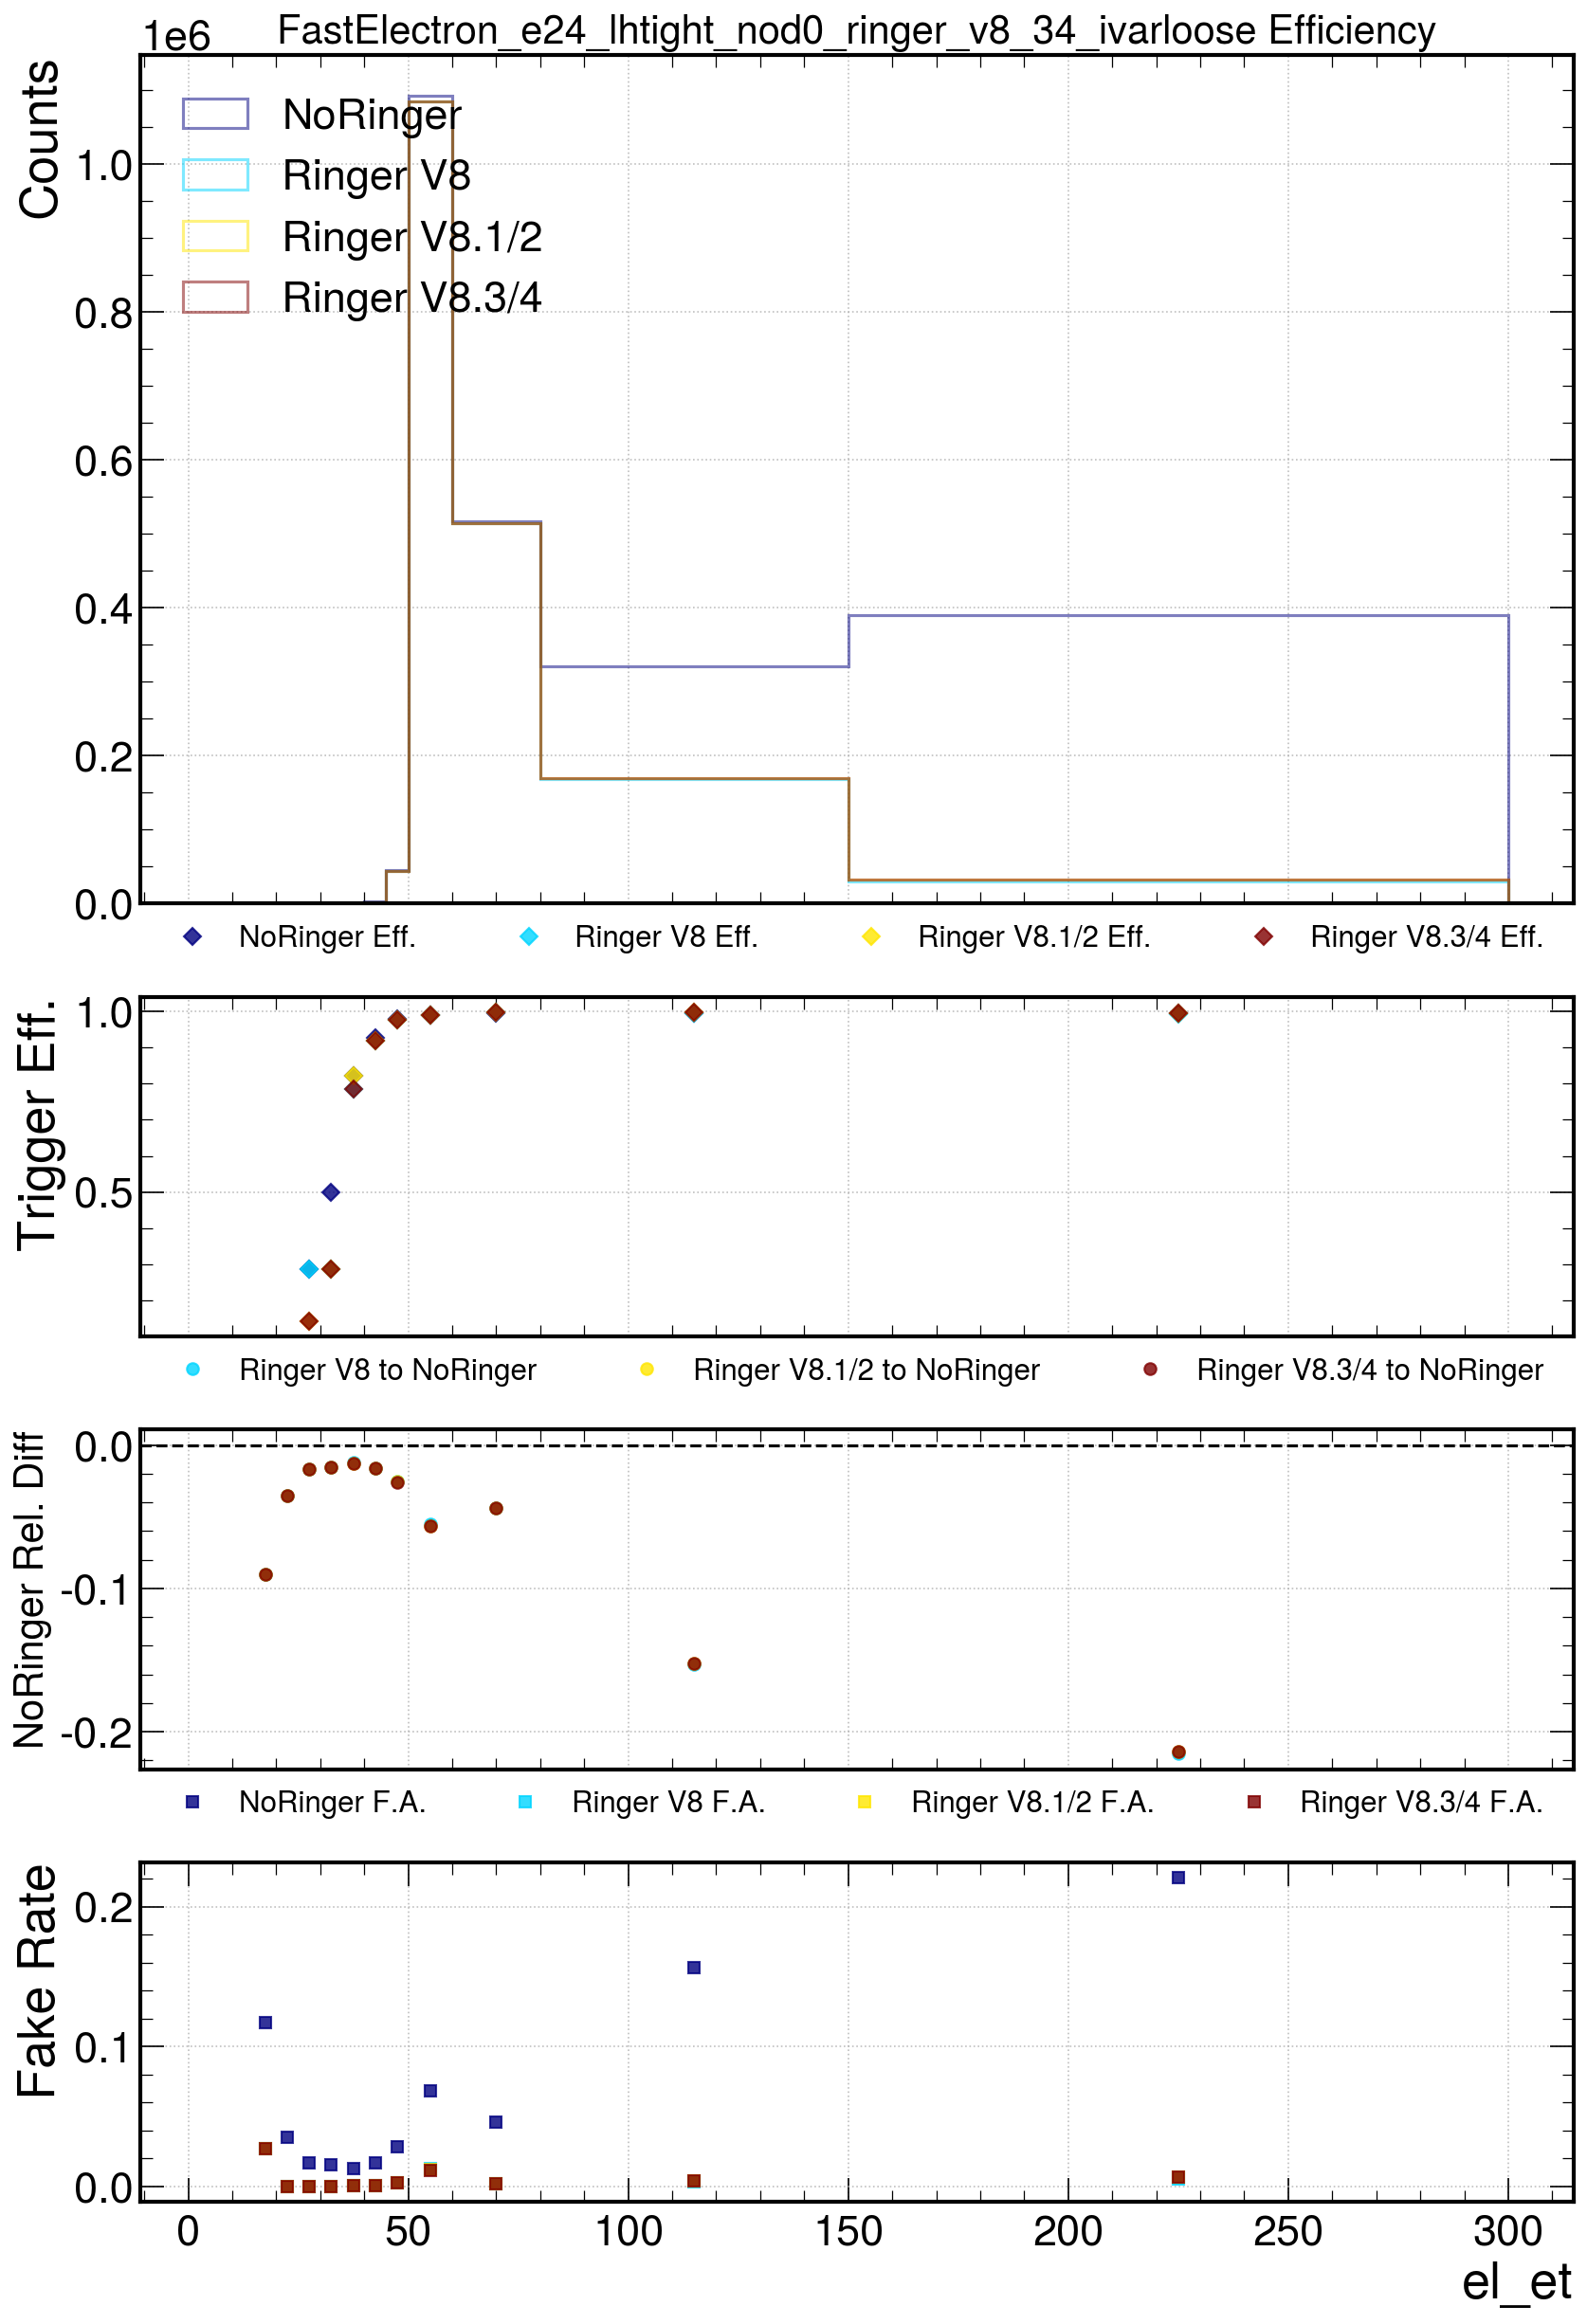 1e6
FastElectron_e24_lhtight_nod0_ringer_v8_34_ivarloose Efficiency
Counts
NoRinger
Ringer V8
Ringer V8.1/2
Ringer V8.3/4
1.0
0.8
0.6
0.4
0.2
0.0
NoRinger Eff. Ringer V8 Eff. Ringer V8.1/2 Eff. Ringer V8.3/4 Eff.
Trigger Eff.
1.0
0.5
Ringer V8 to NoRinger Ringer V8.1/2 to NoRinger Ringer V8.3/4 to NoRinger
NoRinger Rel. Diff
0.0
-0.1
-0.2
NoRinger F.A. Ringer V8 F.A. Ringer V8.1/2 F.A. Ringer V8.3/4 F.A.
Fake Rate
0.2
0.1
0.0
0 50 100 150 200 250 300
el_et